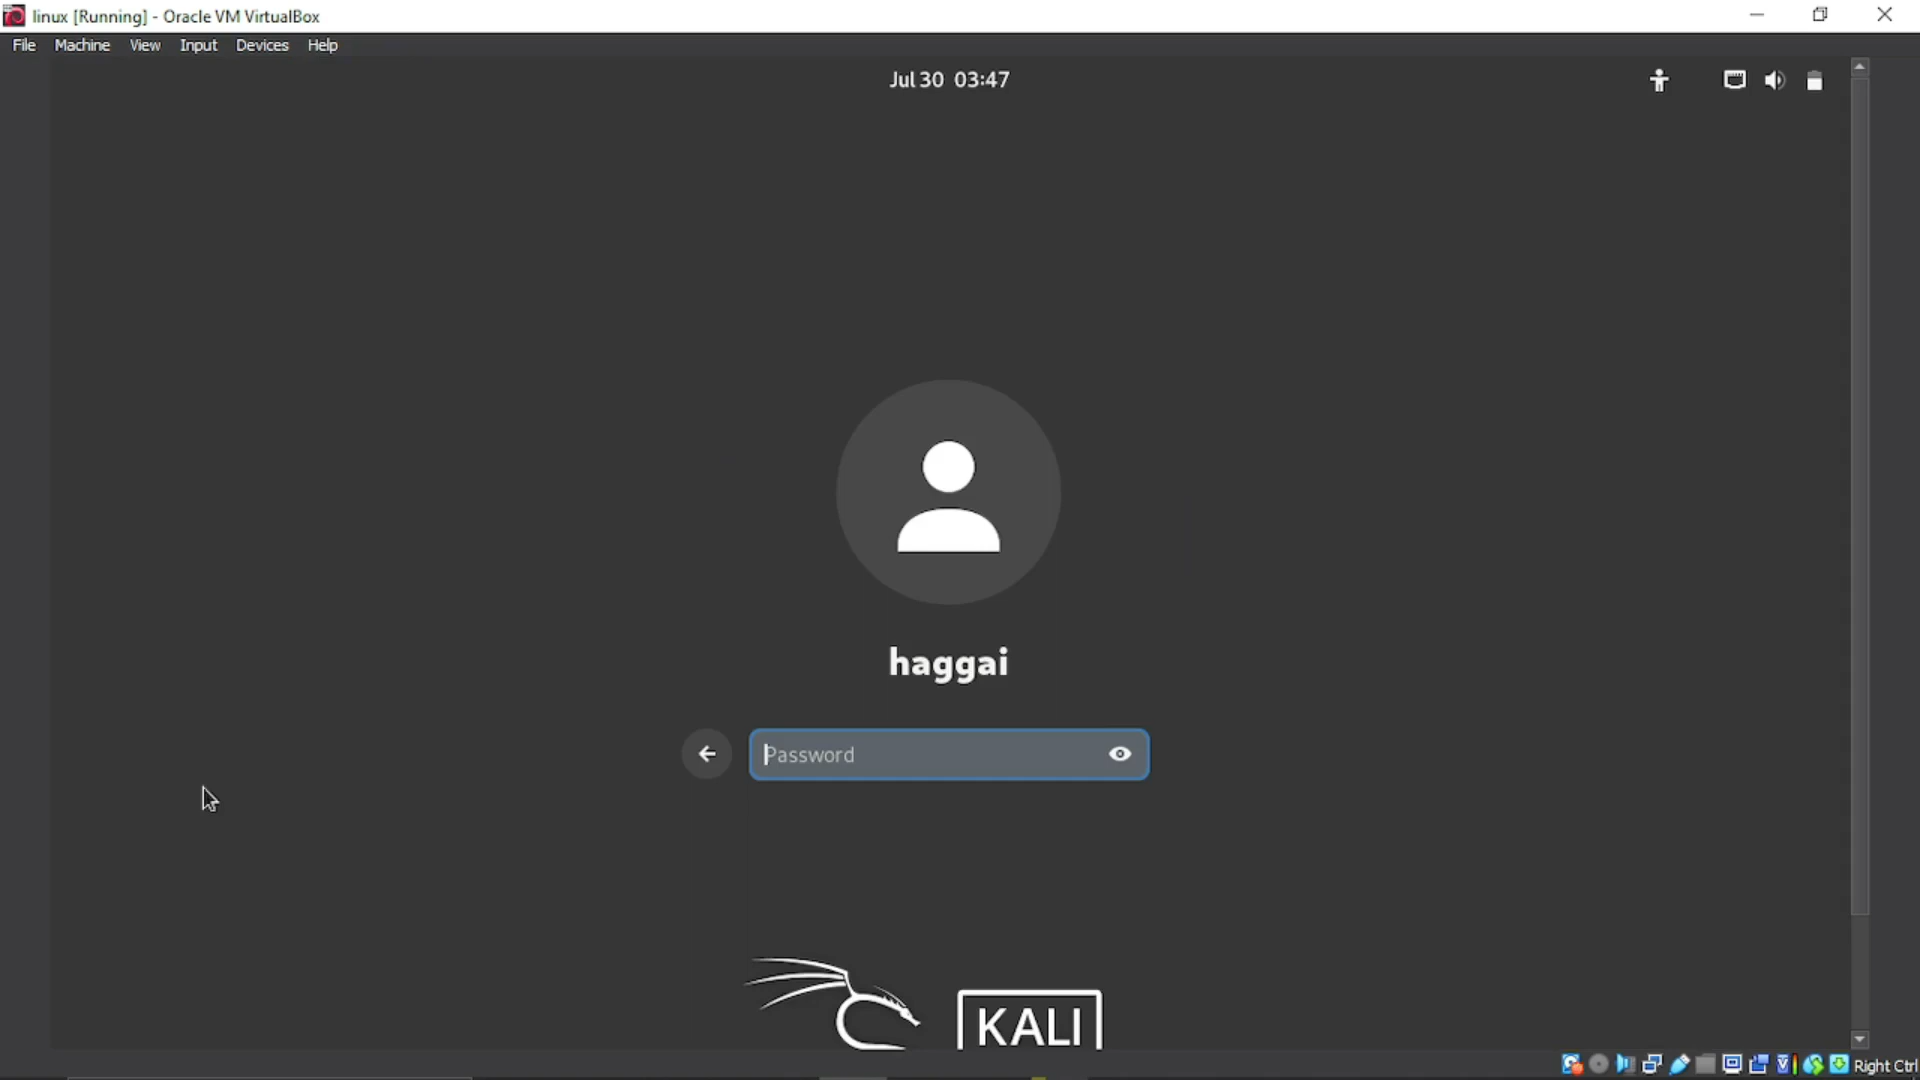 linux [Running] - Oracle VM VirtualBox
File Machine View Input Devices Help
Jul 30 03:47
haggai
Password
KALI
Right Ctrl